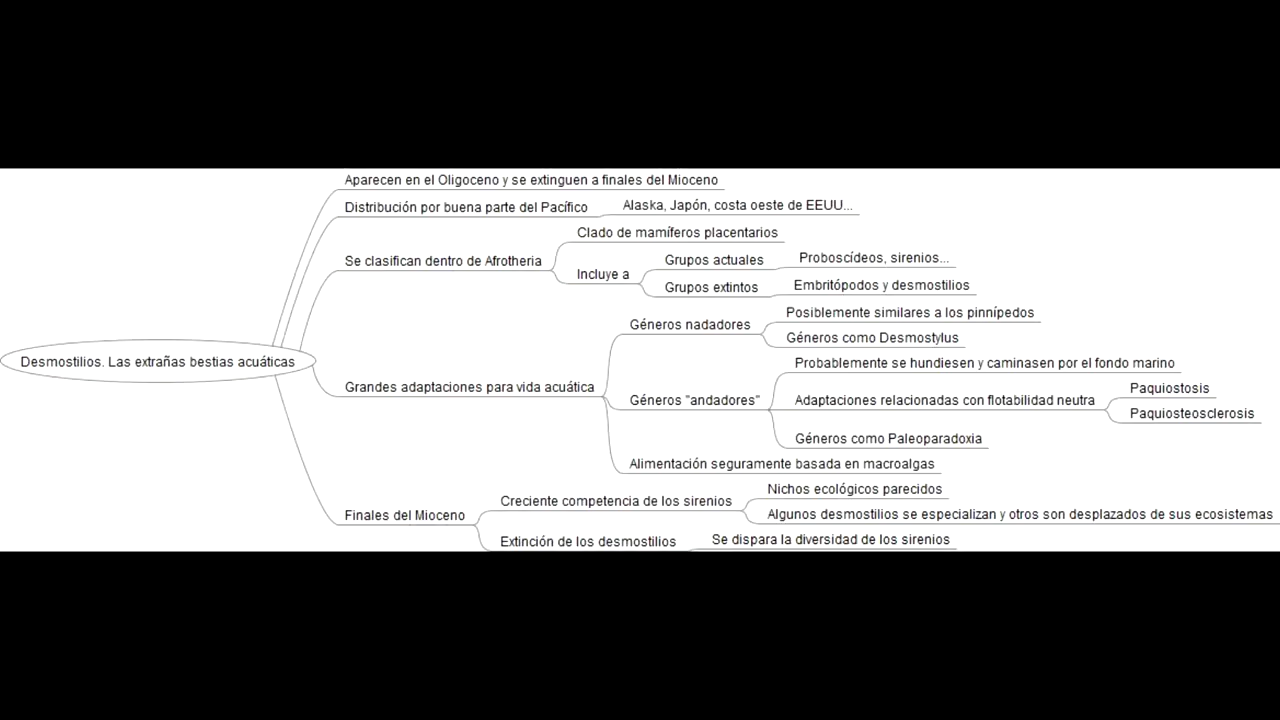 Desmostilios. Las extrañas bestias acuáticas
Aparecen en el Oligoceno y se extinguen a finales del Mioceno
Distribución por buena parte del Pacífico
Alaska, Japón, costa oeste de EEUU...
Se clasifican dentro de Afrotheria
Clado de mamíferos placentarios
Incluye a
Grupos actuales
Proboscídeos, sirenios...
Grupos extintos
Embritópodos y desmostilios
Grandes adaptaciones para vida acuática
Géneros nadadores
Posiblemente similares a los pinnípedos
Géneros como Desmostylus
Géneros "andadores"
Probablemente se hundiesen y caminasen por el fondo marino
Adaptaciones relacionadas con flotabilidad neutra
Paquiostosis
Paquiosteosclerosis
Géneros como Paleoparadoxia
Alimentación seguramente basada en macroalgas
Finales del Mioceno
Creciente competencia de los sirenios
Nichos ecológicos parecidos
Algunos desmostilios se especializan y otros son desplazados de sus ecosistemas
Extinción de los desmostilios
Se dispara la diversidad de los sirenios